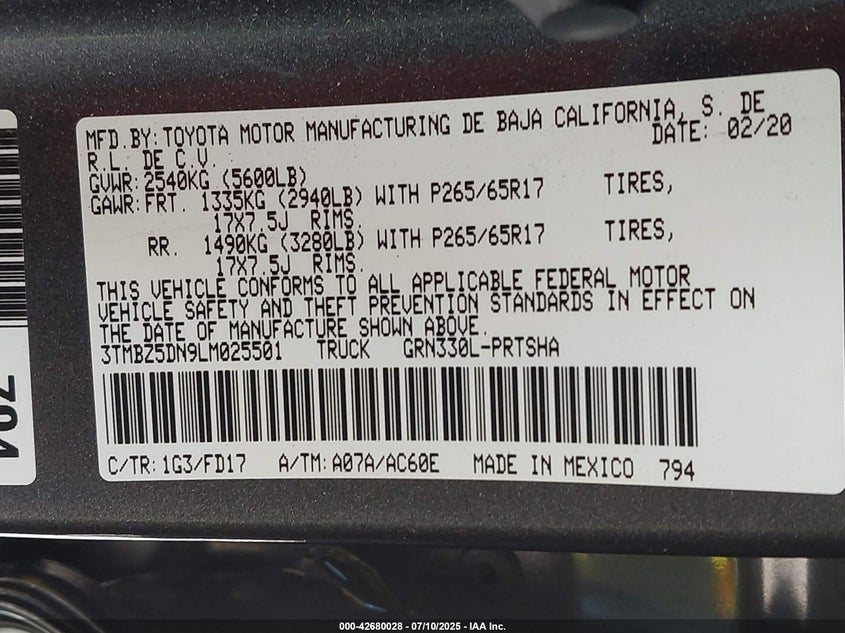 MFD.BY:TOYOTA MOTOR MANUFACTURING DE BAJA CALIFORNIA, S. DE
R.L. DE C.V. DATE: 02/20
GVWR:2540KG (5600LB)
GAWR:FRT. 1335KG (2940LB) WITH P265/65R17 TIRES,
17X7.5J RIMS.
RR. 1490KG (3280LB) WITH P265/65R17 TIRES,
17X7.5J RIMS.
THIS VEHICLE CONFORMS TO ALL APPLICABLE FEDERAL MOTOR
VEHICLE SAFETY AND THEFT PREVENTION STANDARDS IN EFFECT ON
THE DATE OF MANUFACTURE SHOWN ABOVE.
3TMBZ5DN9LM025501 TRUCK GRN330L-PRTSHA
C/TR:1G3/FD17 A/TM:A07A/AC60E MADE IN MEXICO 794
794
000-42680028 - 07/10/2025 - IAA Inc.